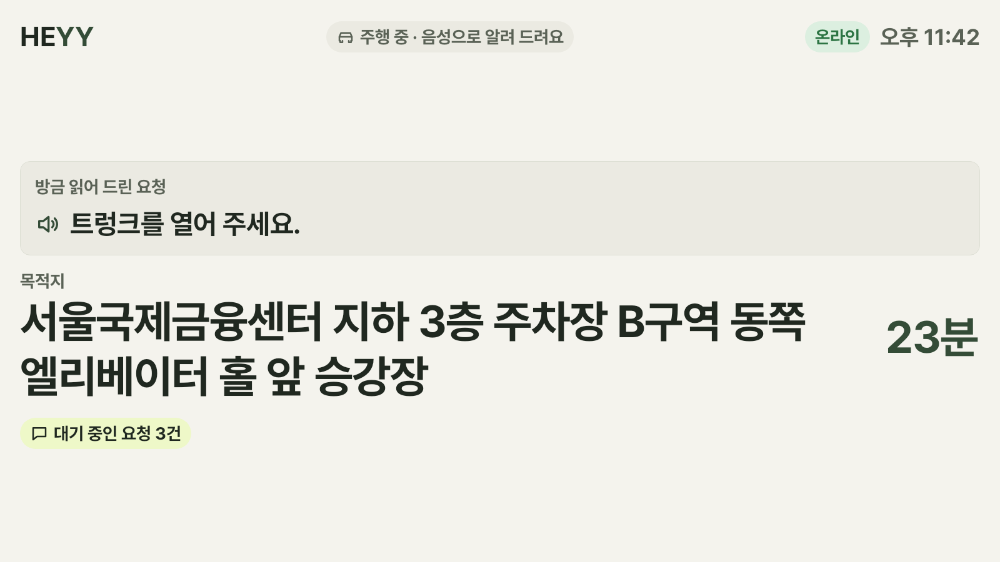 HEYY
주행 중 · 음성으로 알려 드려요
온라인
오후 11:42
방금 읽어 드린 요청
트렁크를 열어 주세요.
목적지
서울국제금융센터 지하 3층 주차장 B구역 동쪽
엘리베이터 홀 앞 승강장
23분
대기 중인 요청 3건